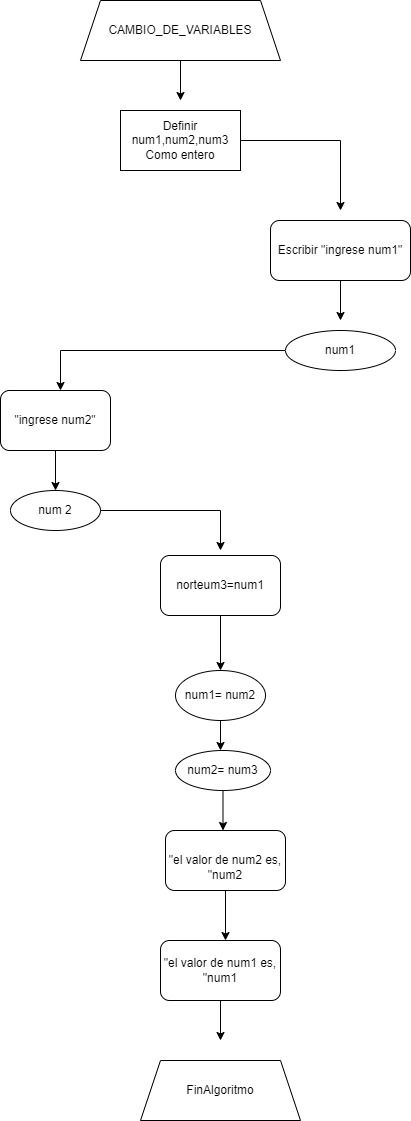 CAMBIO_DE_VARIABLES
Definir
num1,num2,num3
Como entero
Escribir "ingrese num1"
num1
"ingrese num2"
num 2
norteum3=num1
num1= num2
num2= num3
"el valor de num2 es,
"num2
"el valor de num1 es,
"num1
FinAlgoritmo